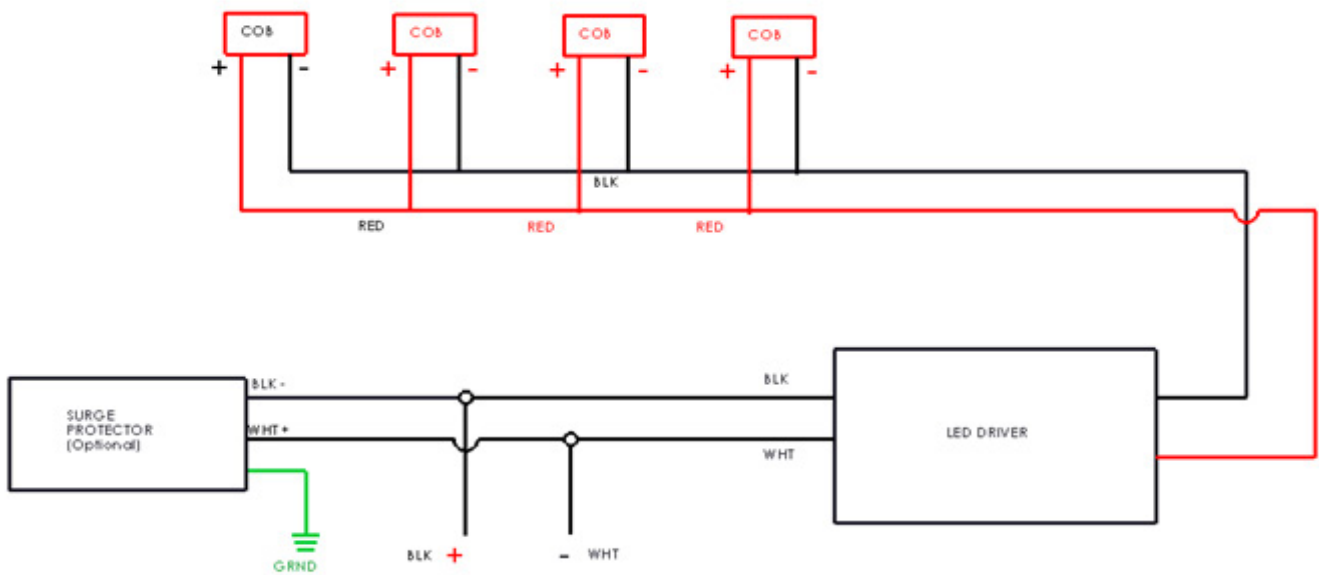 COB COB COB COB
+ - + - + - + -
BLK
RED RED RED
BLK - BLK
SURGE
PROTECTOR
(Optional)
WHT + WHT
LED DRIVER
BLK + - WHT
GRND